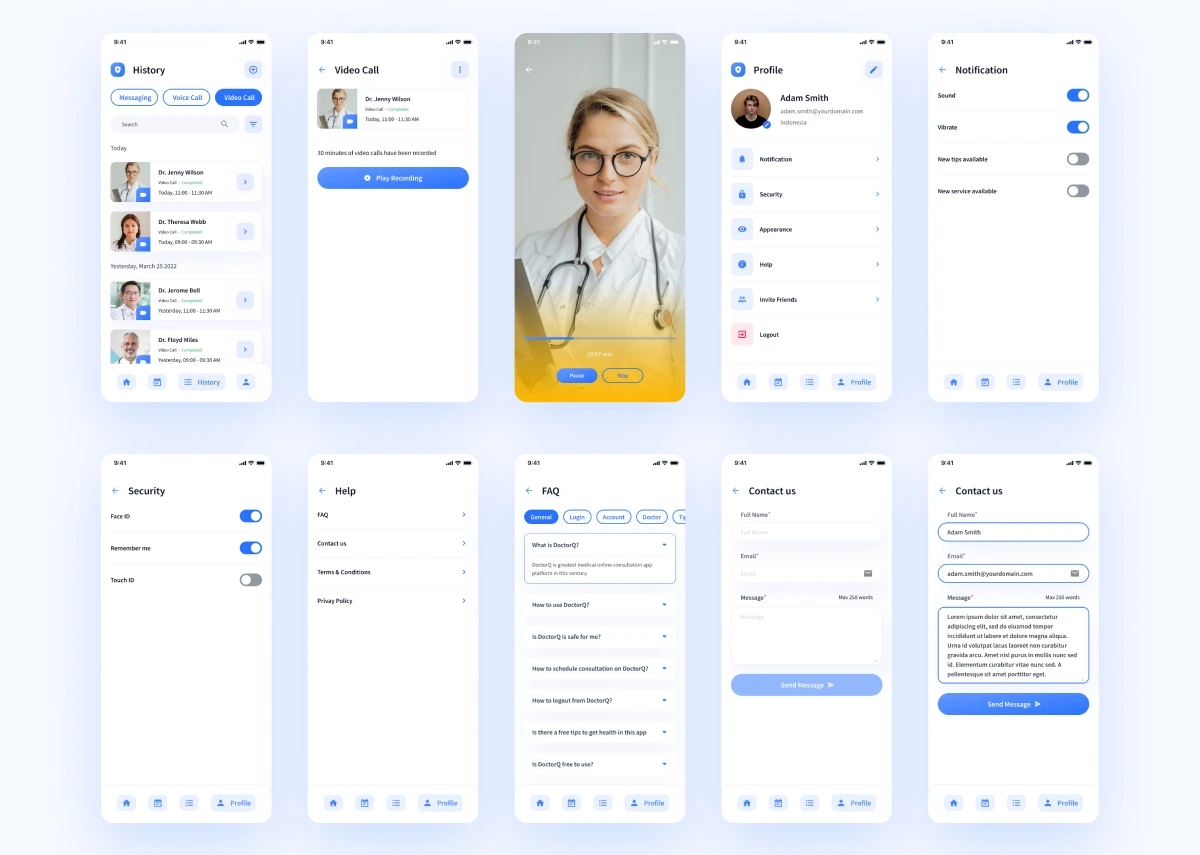 9:41
History
Messaging
Voice Call
Video Call
Search
Today
Dr. Jenny Wilson
Video Call - Completed
Today, 11:00 - 11:30 AM
Dr. Theresa Webb
Video Call - Completed
Today, 09:00 - 09:30 AM
Yesterday, March 25 2022
Dr. Jerome Bell
Video Call - Completed
Yesterday, 11:00 - 11:30 AM
Dr. Floyd Miles
Video Call - Completed
Yesterday, 09:00 - 09:30 AM
History
9:41
Video Call
Dr. Jenny Wilson
Video Call - Completed
Today, 11:00 - 11:30 AM
30 minutes of video calls have been recorded
Play Recording
9:41
10:07 min
Pause
Stop
9:41
Profile
Adam Smith
adam.smith@yourdomain.com
Indonesia
Notification
Security
Appearance
Help
Invite Friends
Logout
Profile
9:41
Notification
Sound
Vibrate
New tips available
New service available
Profile
9:41
Security
Face ID
Remember me
Touch ID
Profile
9:41
Help
FAQ
Contact us
Terms & Conditions
Privay Policy
Profile
9:41
FAQ
General
Login
Account
Doctor
Ti
What is DoctorQ?
DoctorQ is greatest medical online consultation app
platform in this century.
How to use DoctorQ?
Is DoctorQ is safe for me?
How to schedule consultation on DoctorQ?
How to logout from DoctorQ?
Is there a free tips to get health in this app
Is DoctorQ free to use?
Profile
9:41
Contact us
Full Name*
Full Name
Email*
Email
Message*
Max 250 words
Message
Send Message
Profile
9:41
Contact us
Full Name*
Adam Smith
Email*
adam.smith@yourdomain.com
Message*
Max 250 words
Lorem ipsum dolor sit amet, consectetur
adipiscing elit, sed do eiusmod tempor
incididunt ut labore et dolore magna aliqua.
Urna id volutpat lacus laoreet non curabitur
gravida arcu. Amet nisl purus in mollis nunc sed
id. Elementum curabitur vitae nunc sed. A
pellentesque sit amet porttitor eget.
Send Message
Profile